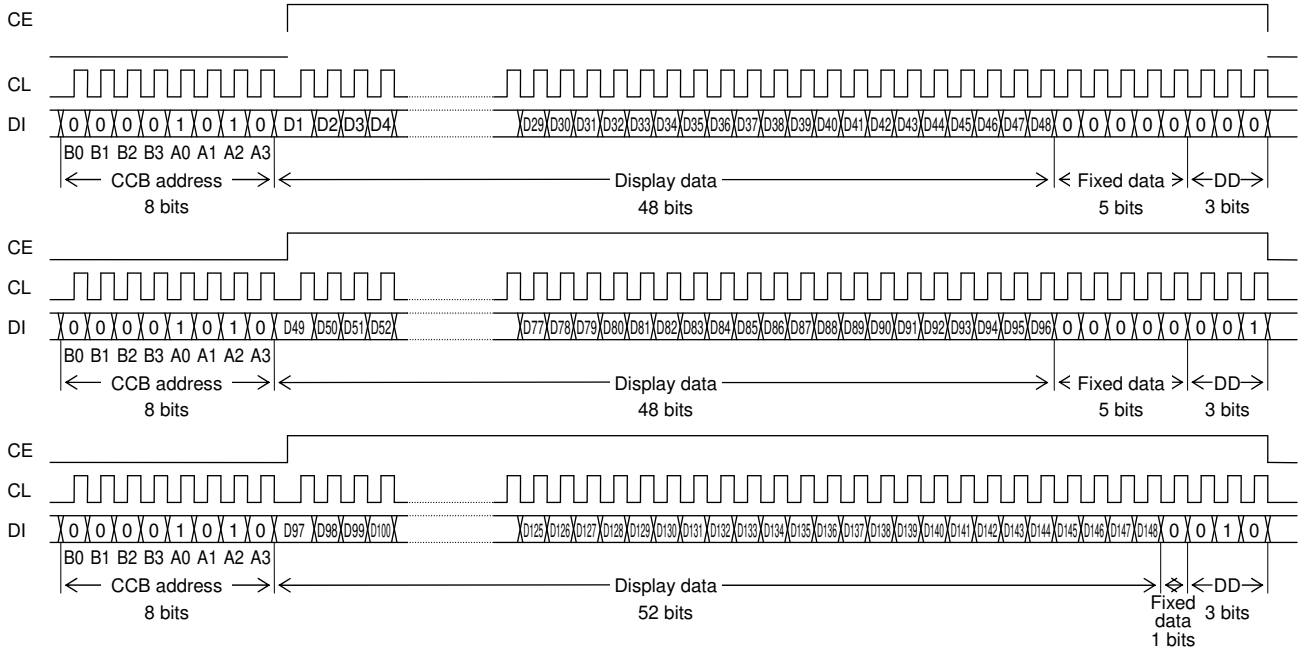 CE
CL
DI 0 0 0 0 1 0 1 0 D1 D2 D3 D4 D29 D30 D31 D32 D33 D34 D35 D36 D37 D38 D39 D40 D41 D42 D43 D44 D45 D46 D47 D48 0 0 0 0 0 0 0 0
B0 B1 B2 B3 A0 A1 A2 A3
CCB address Display data Fixed data DD
8 bits 48 bits 5 bits 3 bits
CE
CL
DI 0 0 0 0 1 0 1 0 D49 D50 D51 D52 D77 D78 D79 D80 D81 D82 D83 D84 D85 D86 D87 D88 D89 D90 D91 D92 D93 D94 D95 D96 0 0 0 0 0 0 0 1
B0 B1 B2 B3 A0 A1 A2 A3
CCB address Display data Fixed data DD
8 bits 48 bits 5 bits 3 bits
CE
CL
DI 0 0 0 0 1 0 1 0 D97 D98 D99 D100 D125 D126 D127 D128 D129 D130 D131 D132 D133 D134 D135 D136 D137 D138 D139 D140 D141 D142 D143 D144 D145 D146 D147 D148 0 0 1 0
B0 B1 B2 B3 A0 A1 A2 A3
CCB address Display data DD
8 bits 52 bits Fixed 3 bits
data
1 bits